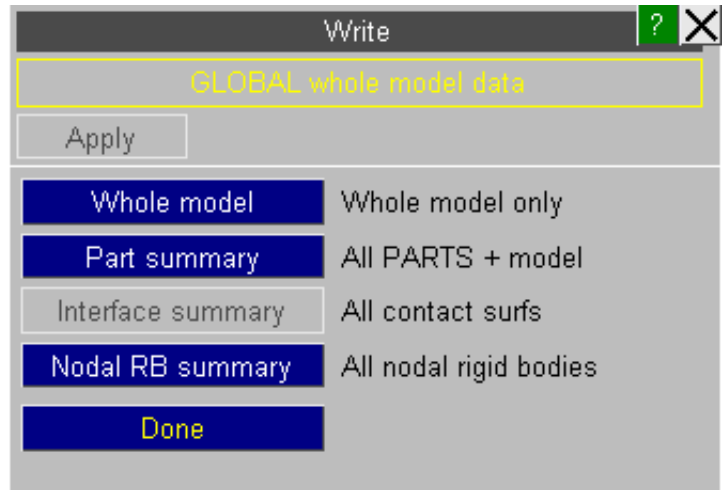 Write ?
GLOBAL whole model data
Apply
Whole model Whole model only
Part summary All PARTS + model
Interface summary All contact surfs
Nodal RB summary All nodal rigid bodies
Done